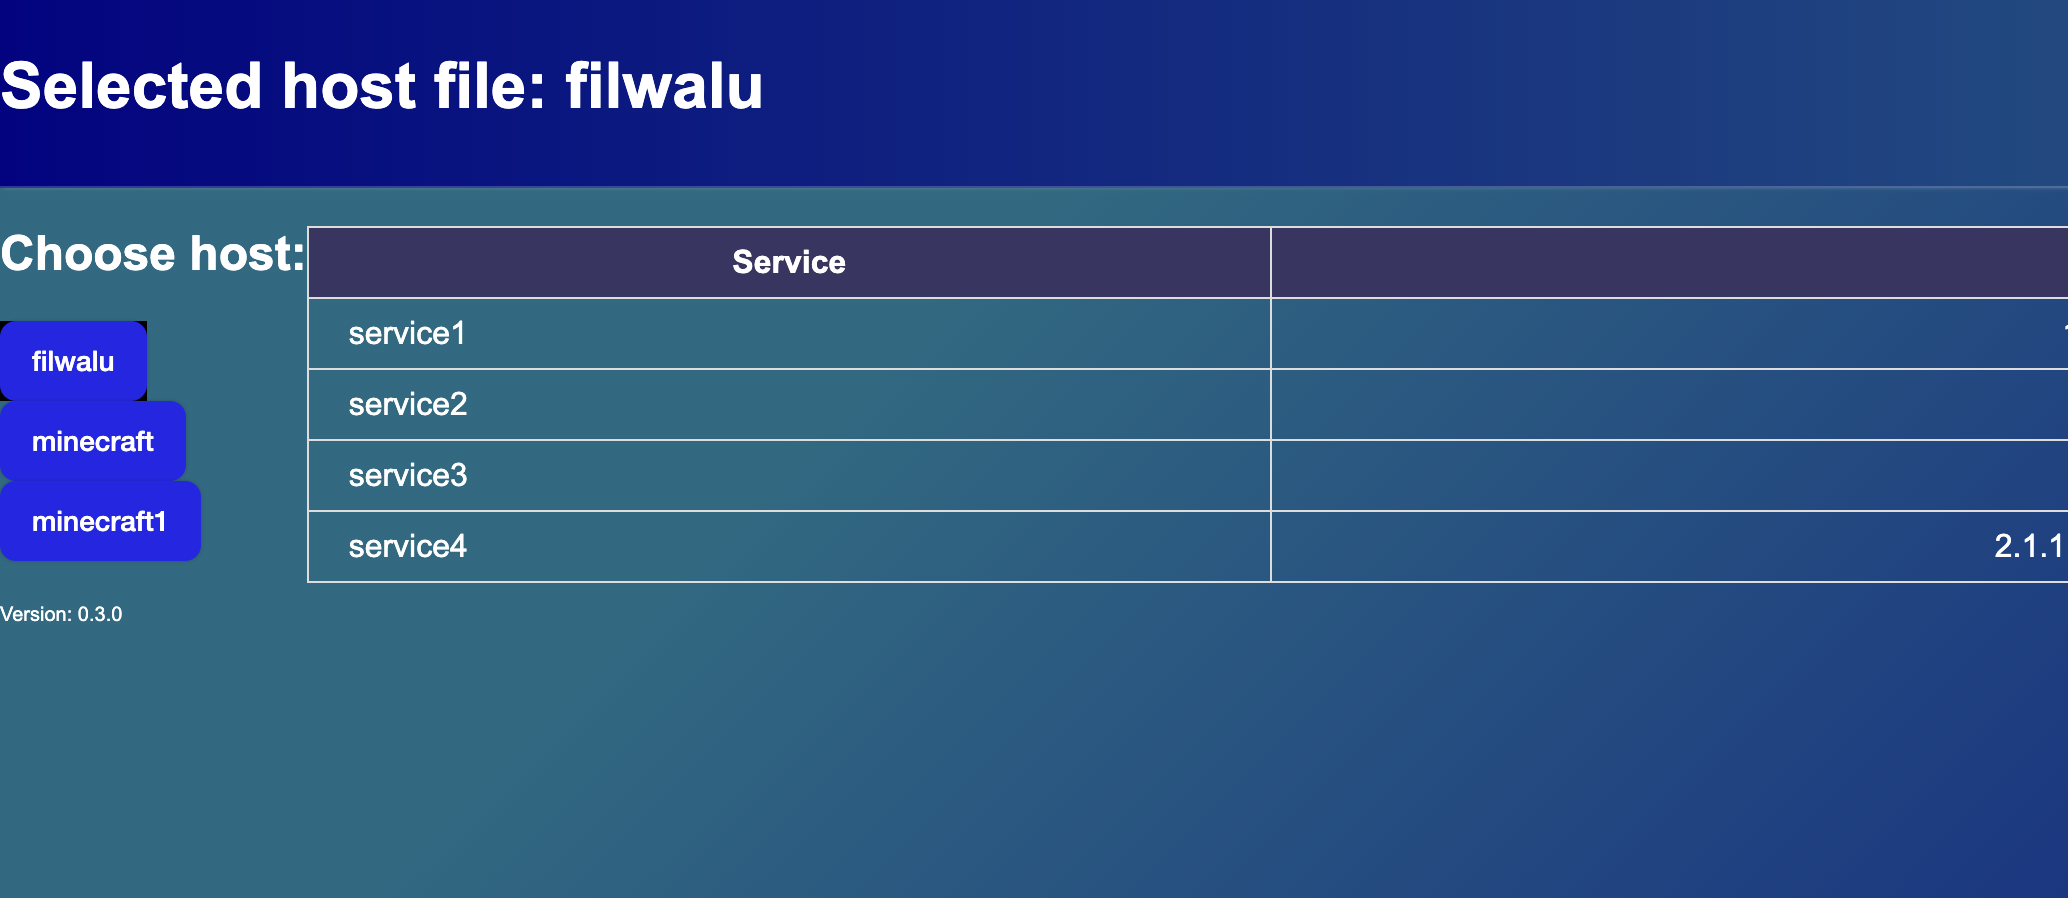 Selected host file: filwalu
Choose host:
filwalu
minecraft
minecraft1
Service
service1
service2
service3
service4
2.1.1
Version: 0.3.0